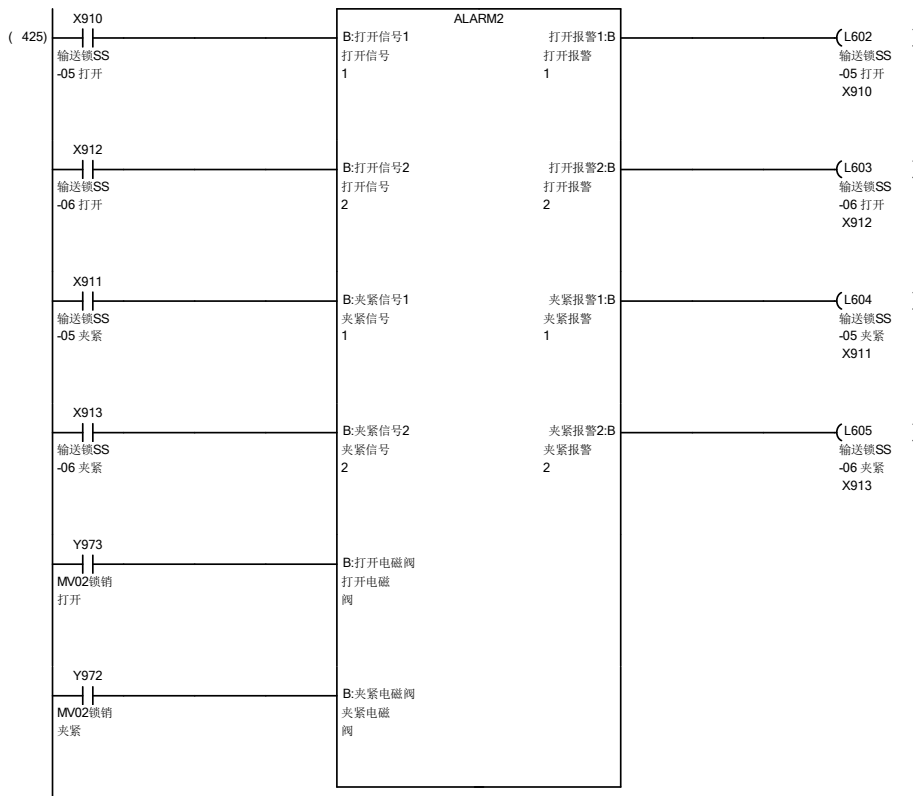 X910
ALARM2
( 425)
B:打开信号1
打开报警1:B
L602
输送锁SS
-05 打开
打开信号
1
打开报警
1
输送锁SS
-05 打开
X910
X912
B:打开信号2
打开报警2:B
L603
输送锁SS
-06 打开
打开信号
2
打开报警
2
输送锁SS
-06 打开
X912
X911
B:夹紧信号1
夹紧报警1:B
L604
输送锁SS
-05 夹紧
夹紧信号
1
夹紧报警
1
输送锁SS
-05 夹紧
X911
X913
B:夹紧信号2
夹紧报警2:B
L605
输送锁SS
-06 夹紧
夹紧信号
2
夹紧报警
2
输送锁SS
-06 夹紧
X913
Y973
B:打开电磁阀
MV02锁销
打开
打开电磁
阀
Y972
B:夹紧电磁阀
MV02锁销
夹紧
夹紧电磁
阀